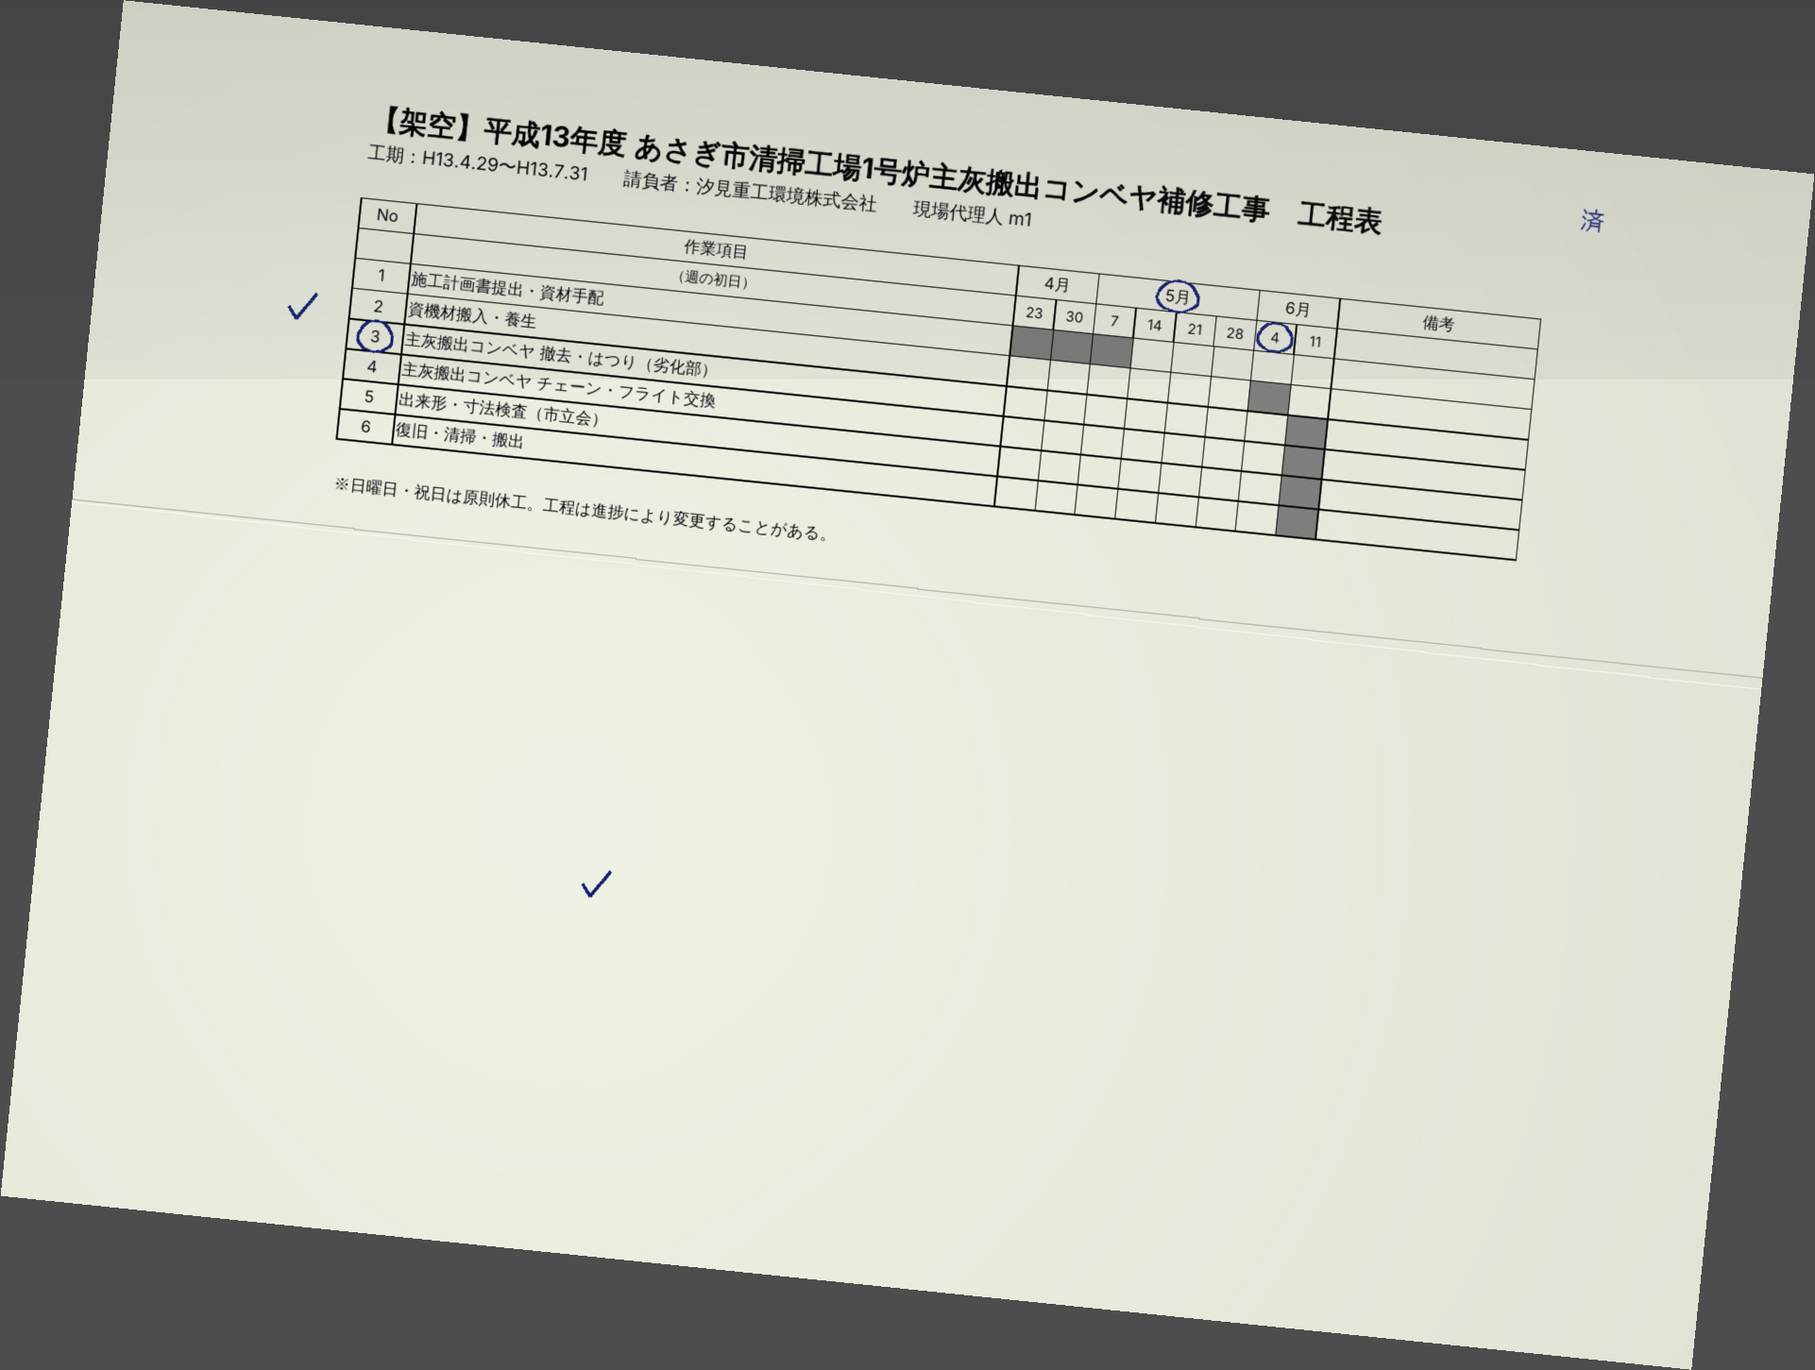 【架空】平成13年度 あさぎ市清掃工場1号炉主灰搬出コンベヤ補修工事　工程表
工期：H13.4.29～H13.7.31　請負者：汐見重工環境株式会社　現場代理人 m1
済
No 作業項目 4月 5月 6月 備考
（週の初日） 23 30 7 14 21 28 4 11
1 施工計画書提出・資材手配
2 資機材搬入・養生
3 主灰搬出コンベヤ 撤去・はつり（劣化部）
4 主灰搬出コンベヤ チェーン・フライト交換
5 出来形・寸法検査（市立会）
6 復旧・清掃・搬出
※日曜日・祝日は原則休工。工程は進捗により変更することがある。